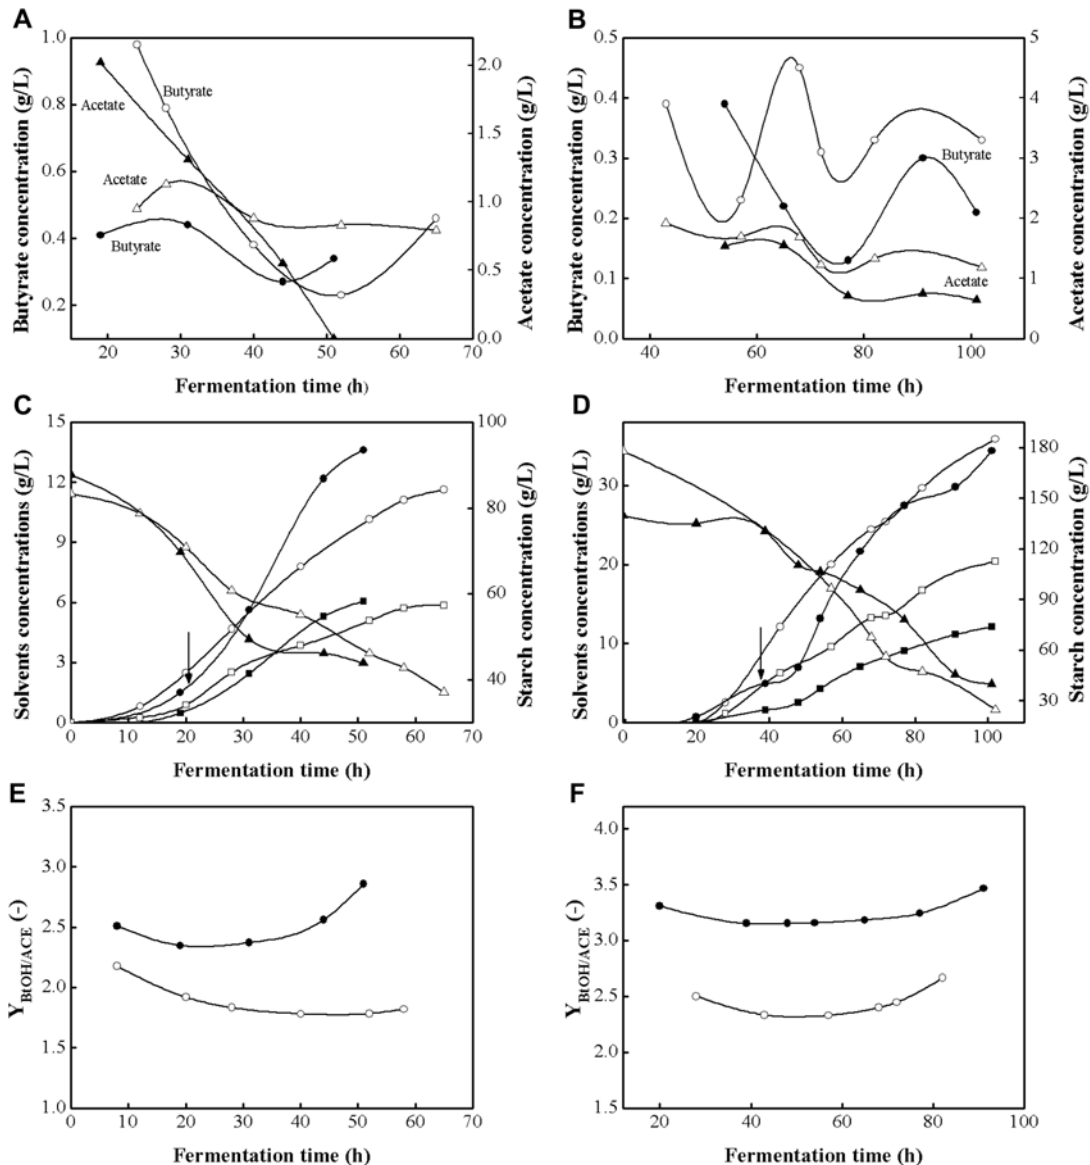 A
B
1.0
0.8
0.6
0.4
0.2
Butyrate concentration (g/L)
2.0
1.5
1.0
0.5
0.0
Acetate concentration (g/L)
Butyrate
Acetate
Acetate
Butyrate
20 30 40 50 60 70
Fermentation time (h)
0.5
0.4
0.3
0.2
0.1
0.0
Butyrate concentration (g/L)
5
4
3
2
1
0
Acetate concentration (g/L)
Butyrate
Acetate
40 60 80 100
Fermentation time (h)
C
D
15
12
9
6
3
0
Solvents concentrations (g/L)
100
80
60
40
Starch concentration (g/L)
0 10 20 30 40 50 60 70
Fermentation time (h)
30
20
10
0
Solvents concentrations (g/L)
180
150
120
90
60
30
Starch concentration (g/L)
0 20 40 60 80 100
Fermentation time (h)
E
F
3.5
3.0
2.5
2.0
1.5
1.0
Y BtOH/ACE (-)
0 10 20 30 40 50 60 70
Fermentation time (h)
4.0
3.5
3.0
2.5
2.0
1.5
Y BtOH/ACE (-)
20 40 60 80 100
Fermentation time (h)